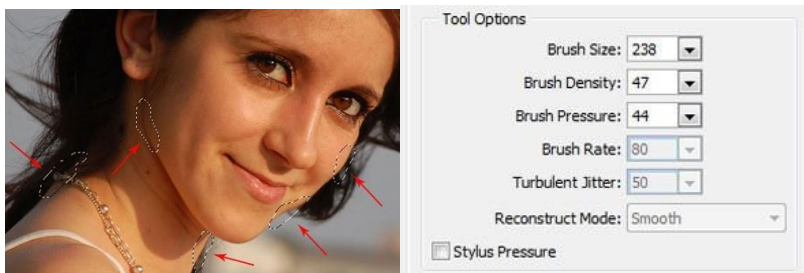 Tool Options
Brush Size: 238
Brush Density: 47
Brush Pressure: 44
Brush Rate: 80
Turbulent Jitter: 50
Reconstruct Mode: Smooth
Stylus Pressure